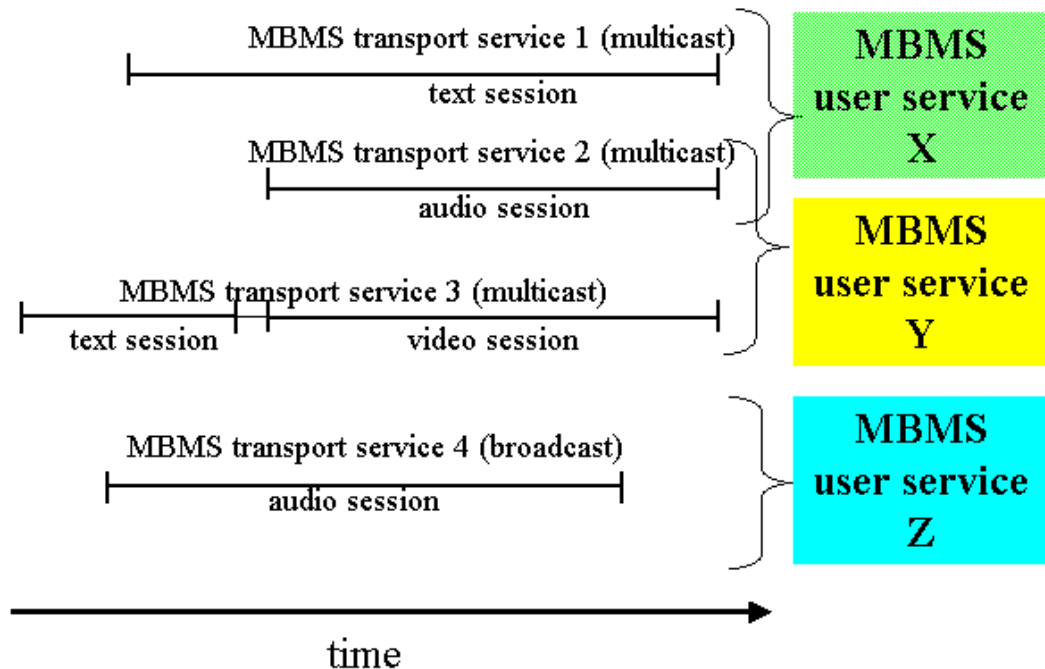 MBMS transport service 1 (multicast)
text session
MBMS transport service 2 (multicast)
audio session
MBMS transport service 3 (multicast)
text session
video session
MBMS transport service 4 (broadcast)
audio session
time
MBMS
user service
X
MBMS
user service
Y
MBMS
user service
Z